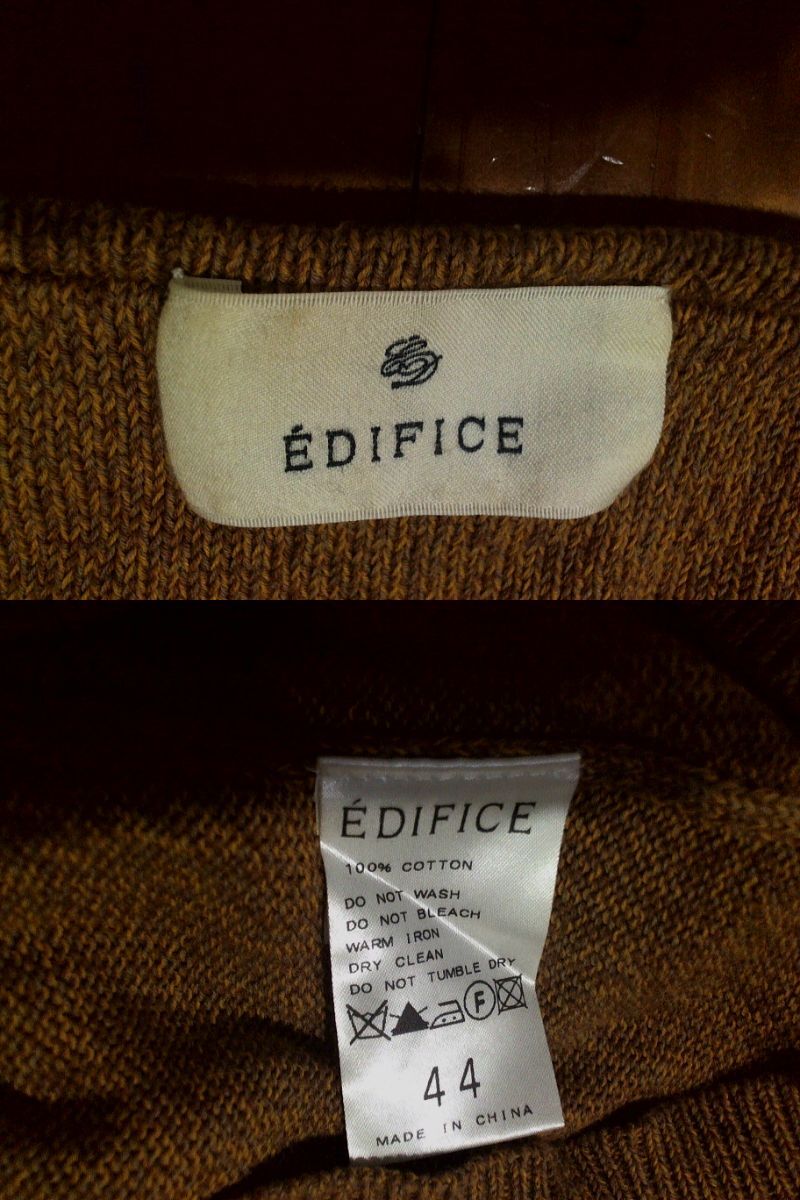 ÉDIFICE
ÉDIFICE
100% COTTON
DO NOT WASH
DO NOT BLEACH
WARM IRON
DRY CLEAN
DO NOT TUMBLE DRY
F
44
MADE IN CHINA